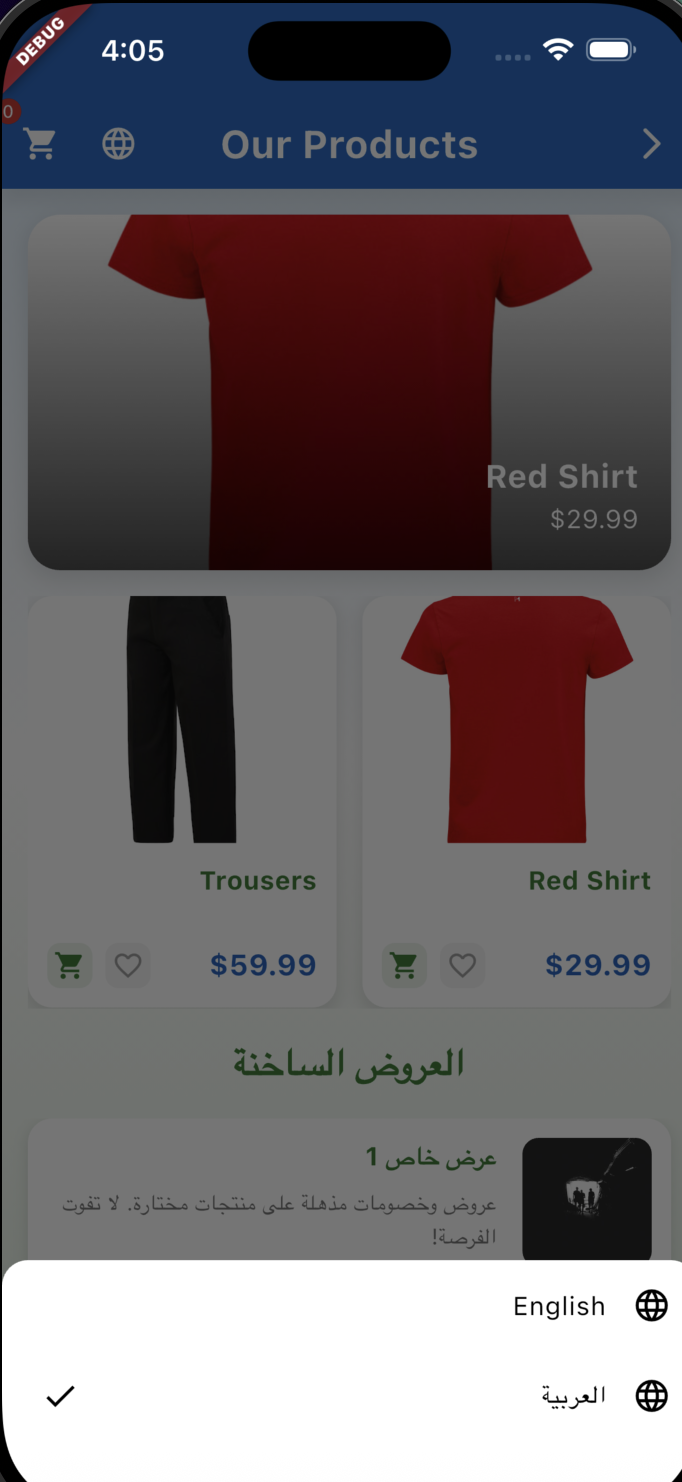 DEBUG
4:05
0
Our Products
Red Shirt
$29.99
Red Shirt
$29.99
Trousers
$59.99
العروض الساخنة
عرض خاص 1
عروض وخصومات مذهلة على منتجات مختارة. لا تفوت
الفرصة!
English
العربية